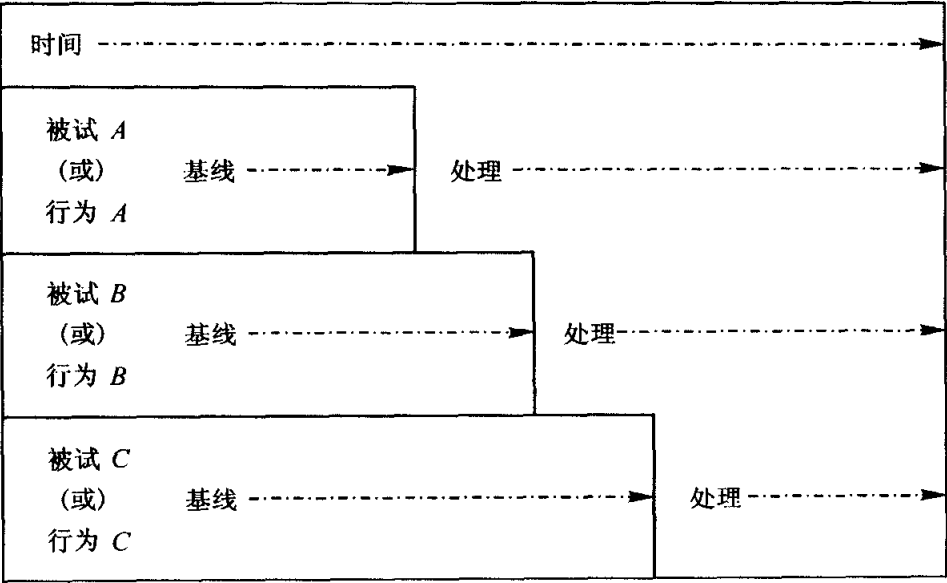 时间
被试 A
(或) 基线 处理
行为 A
被试 B
(或) 基线 处理
行为 B
被试 C
(或) 基线 处理
行为 C